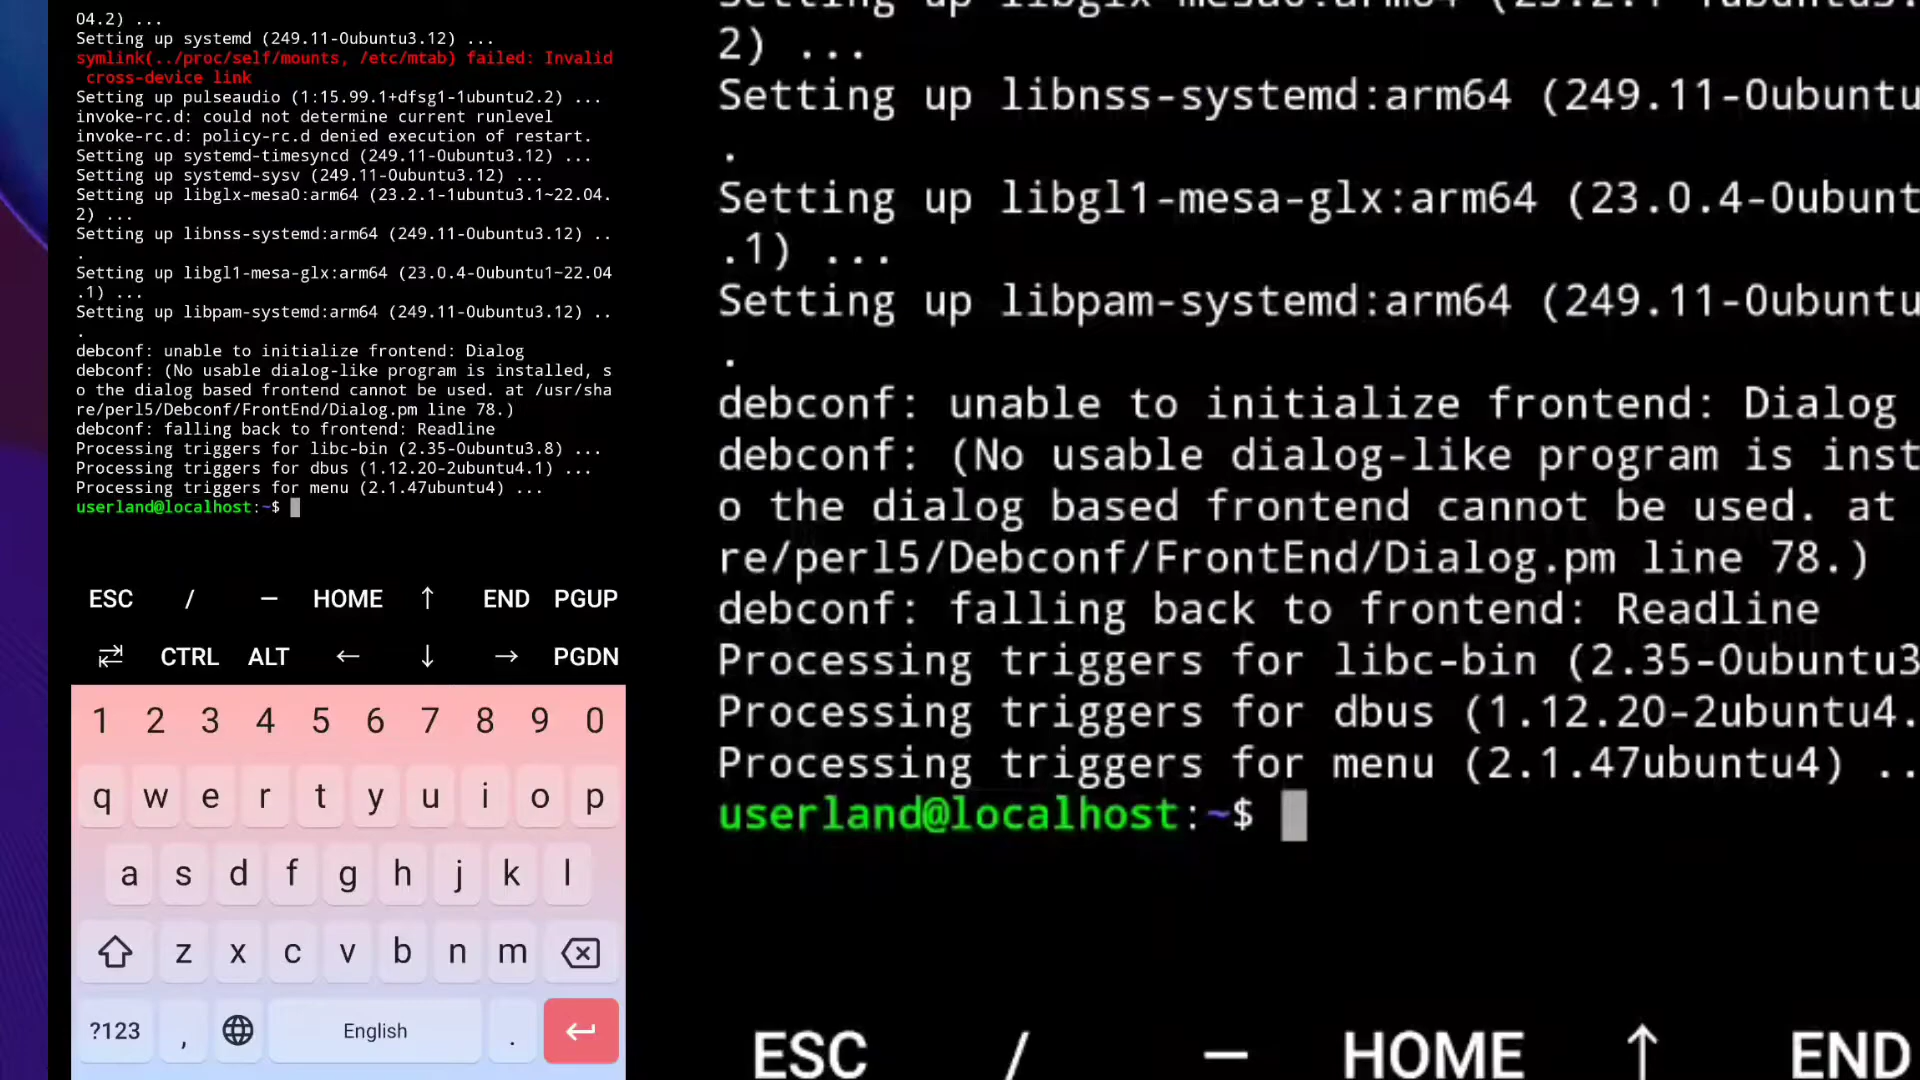 04.2) ...
Setting up systemd (249.11-0ubuntu3.12) ...
symlink(../proc/self/mounts, /etc/mtab) failed: Invalid
cross-device link
Setting up pulseaudio (1:15.99.1+dfsg1-1ubuntu2.2) ...
invoke-rc.d: could not determine current runlevel
invoke-rc.d: policy-rc.d denied execution of restart.
Setting up systemd-timesyncd (249.11-0ubuntu3.12) ...
Setting up systemd-sysv (249.11-0ubuntu3.12) ...
Setting up libglx-mesa0:arm64 (23.2.1-1ubuntu3.1~22.04.
2) ...
Setting up libnss-systemd:arm64 (249.11-0ubuntu3.12) ..
.
Setting up libgl1-mesa-glx:arm64 (23.0.4-0ubuntu1~22.04
.1) ...
Setting up libpam-systemd:arm64 (249.11-0ubuntu3.12) ..
.
debconf: unable to initialize frontend: Dialog
debconf: (No usable dialog-like program is installed, s
o the dialog based frontend cannot be used. at /usr/sha
re/perl5/Debconf/FrontEnd/Dialog.pm line 78.)
debconf: falling back to frontend: Readline
Processing triggers for libc-bin (2.35-0ubuntu3.8) ...
Processing triggers for dbus (1.12.20-2ubuntu4.1) ...
Processing triggers for menu (2.1.47ubuntu4) ...
userland@localhost:~$
ESC / — HOME ↑ END PGUP
⇄ CTRL ALT ← ↓ → PGDN
1 2 3 4 5 6 7 8 9 0
q w e r t y u i o p
a s d f g h j k l
z x c v b n m
?123 , English .
2) ...
Setting up libnss-systemd:arm64 (249.11-0ubuntu
.
Setting up libgl1-mesa-glx:arm64 (23.0.4-0ubunt
.1) ...
Setting up libpam-systemd:arm64 (249.11-0ubuntu
.
debconf: unable to initialize frontend: Dialog
debconf: (No usable dialog-like program is inst
o the dialog based frontend cannot be used. at
re/perl5/Debconf/FrontEnd/Dialog.pm line 78.)
debconf: falling back to frontend: Readline
Processing triggers for libc-bin (2.35-0ubuntu3
Processing triggers for dbus (1.12.20-2ubuntu4.
Processing triggers for menu (2.1.47ubuntu4) ..
userland@localhost:~$
ESC / — HOME ↑ END